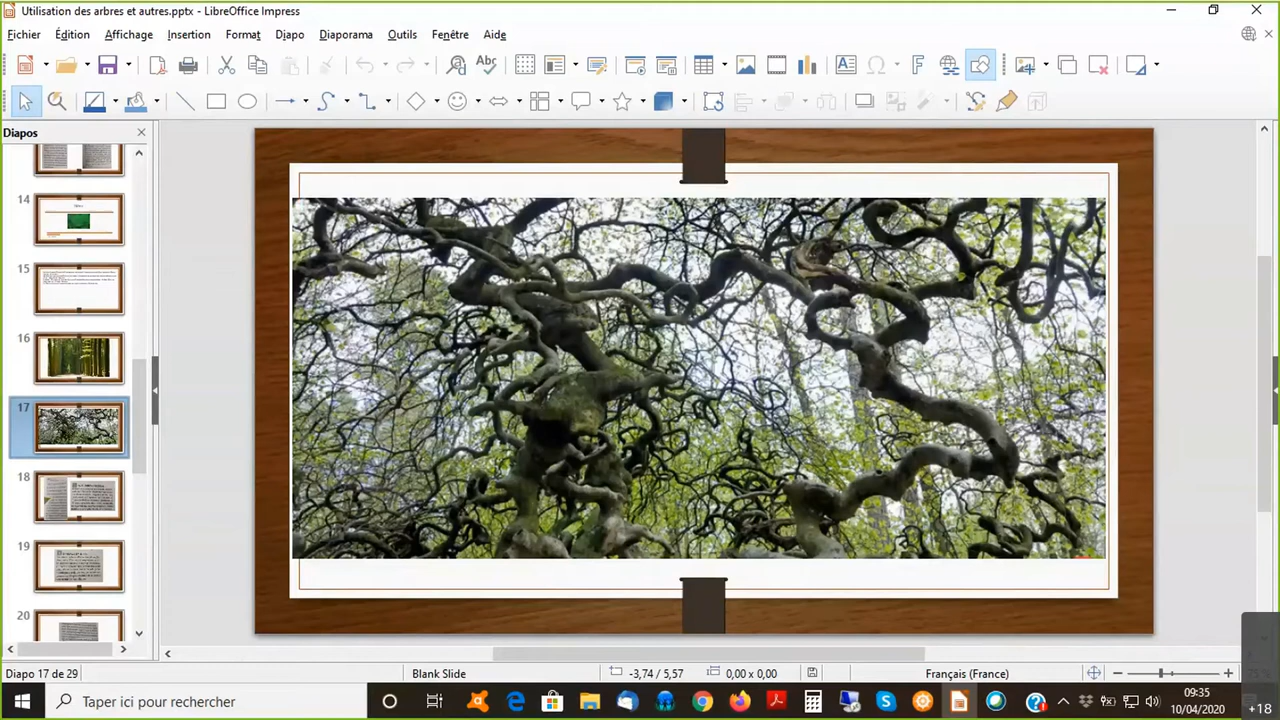 Utilisation des arbres et autres.pptx - LibreOffice Impress
Fichier Édition Affichage Insertion Format Diapo Diaporama Outils Fenêtre Aide
Diapos
14
15
16
17
18
19
20
Diapo 17 de 29 Blank Slide -3,74 / 5,57 0,00 x 0,00 Français (France)
Taper ici pour rechercher
09:35
10/04/2020
+18